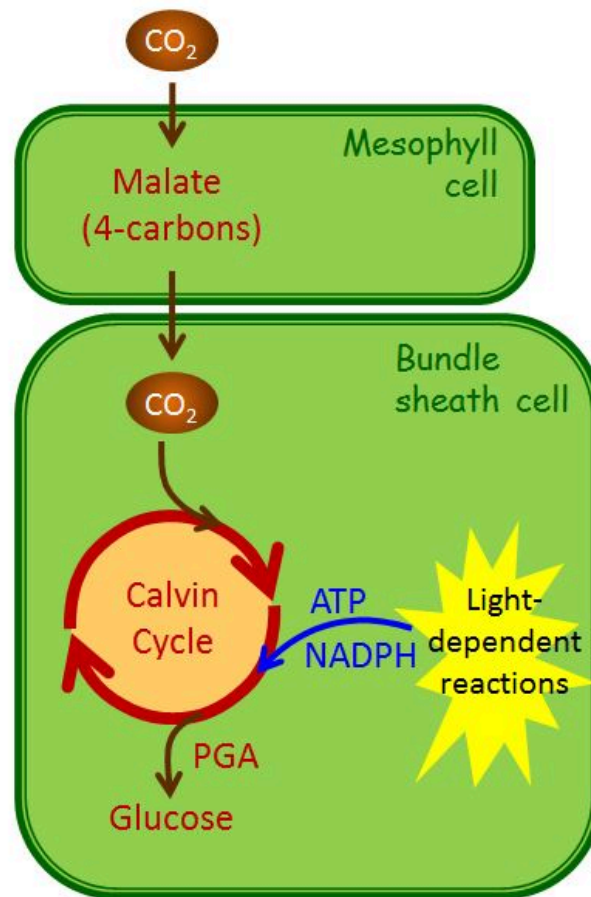 CO₂
Mesophyll
cell
Malate
(4-carbons)
Bundle
sheath cell
CO₂
Calvin
Cycle
ATP
NADPH
Light-
dependent
reactions
PGA
Glucose